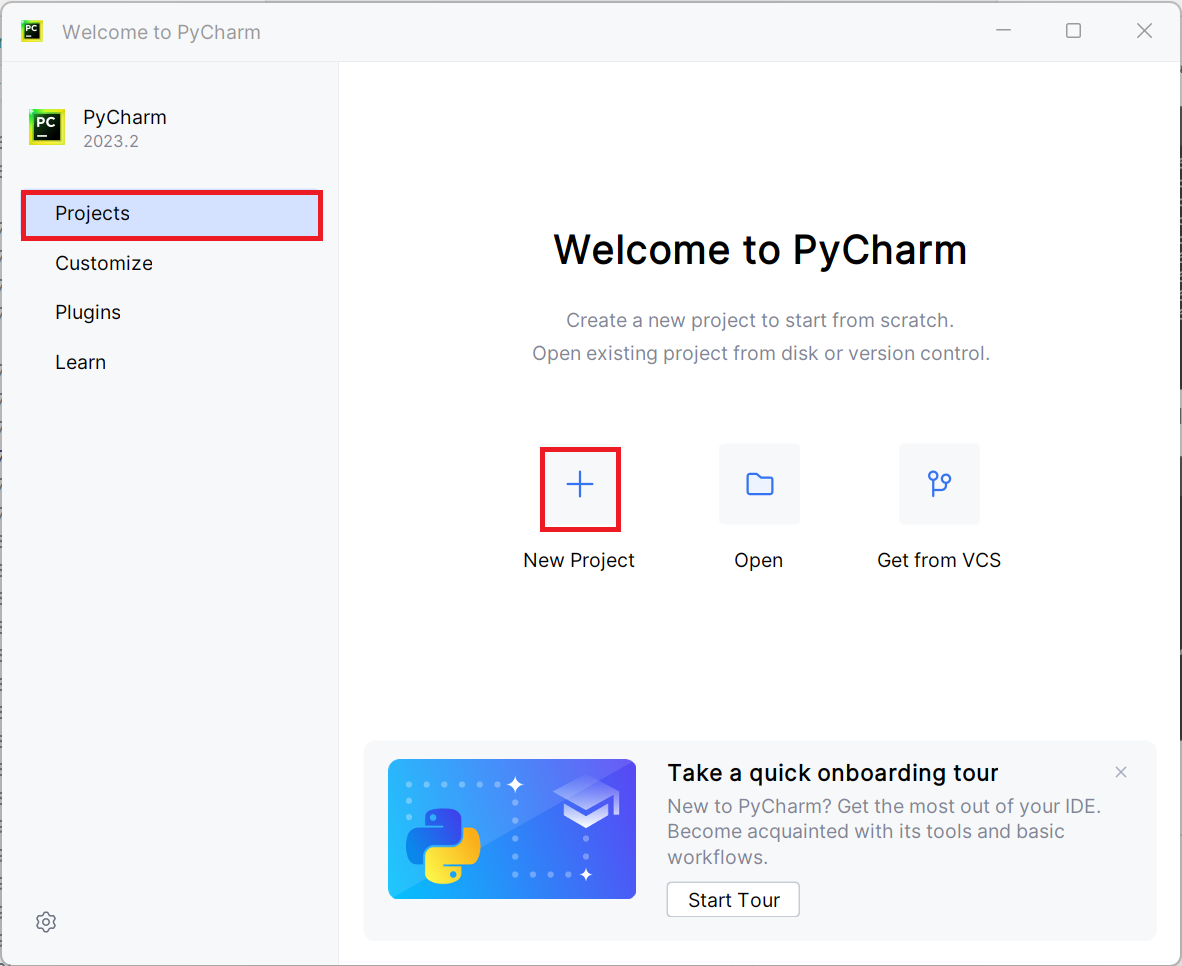 PC
Welcome to PyCharm
PC
PyCharm
2023.2
Projects
Customize
Plugins
Learn
Welcome to PyCharm
Create a new project to start from scratch.
Open existing project from disk or version control.
New Project
Open
Get from VCS
Take a quick onboarding tour
New to PyCharm? Get the most out of your IDE.
Become acquainted with its tools and basic
workflows.
Start Tour